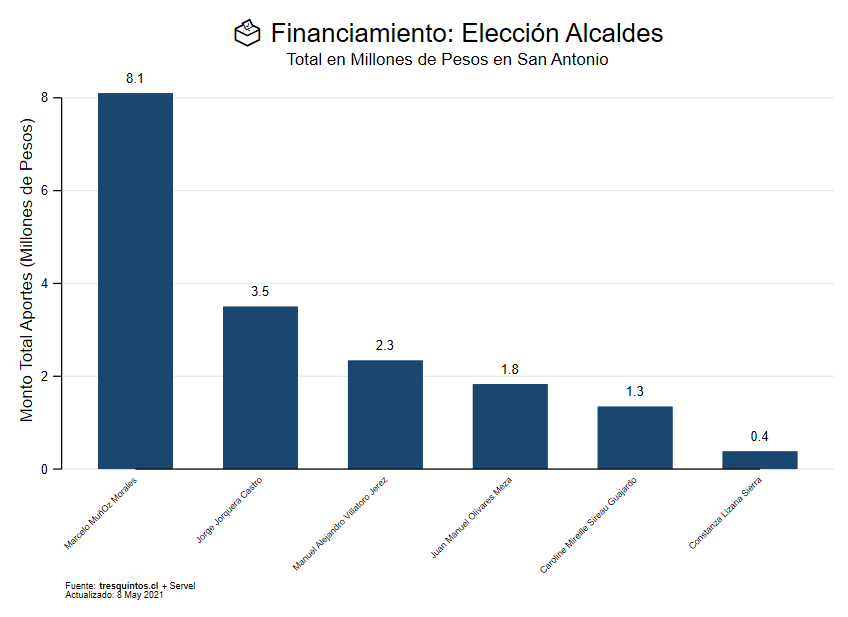 Financiamiento: Elección Alcaldes
Total en Millones de Pesos en San Antonio
Monto Total Aportes (Millones de Pesos)
8
6
4
2
0
8.1
3.5
2.3
1.8
1.3
0.4
Marcelo MuñOz Morales
Jorge Jorquera Castro
Manuel Alejandro Villatoro Jerez
Juan Manuel Olivares Meza
Caroline Mireille Sireau Guajardo
Constanza Lizana Sierra
Fuente: tresquintos.cl + Servel
Actualizado: 8 May 2021